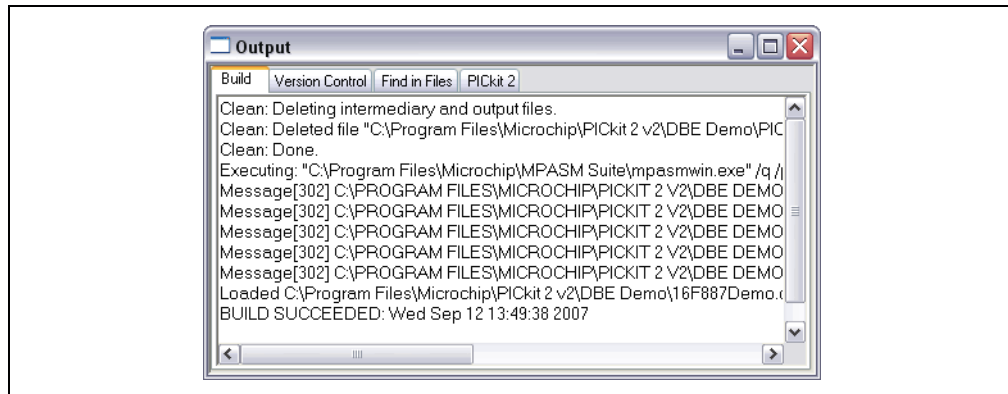 Output
Build Version Control Find in Files PICkit 2
Clean: Deleting intermediary and output files.
Clean: Deleted file "C:\Program Files\Microchip\PICkit 2 v2\DBE Demo\PIC
Clean: Done.
Executing: "C:\Program Files\Microchip\MPASM Suite\mpasmwin.exe" /q /p
Message[302] C:\PROGRAM FILES\MICROCHIP\PICKIT 2 V2\DBE DEMO
Message[302] C:\PROGRAM FILES\MICROCHIP\PICKIT 2 V2\DBE DEMO
Message[302] C:\PROGRAM FILES\MICROCHIP\PICKIT 2 V2\DBE DEMO
Message[302] C:\PROGRAM FILES\MICROCHIP\PICKIT 2 V2\DBE DEMO
Message[302] C:\PROGRAM FILES\MICROCHIP\PICKIT 2 V2\DBE DEMO
Loaded C:\Program Files\Microchip\PICkit 2 v2\DBE Demo\16F887Demo.c
BUILD SUCCEEDED: Wed Sep 12 13:49:38 2007